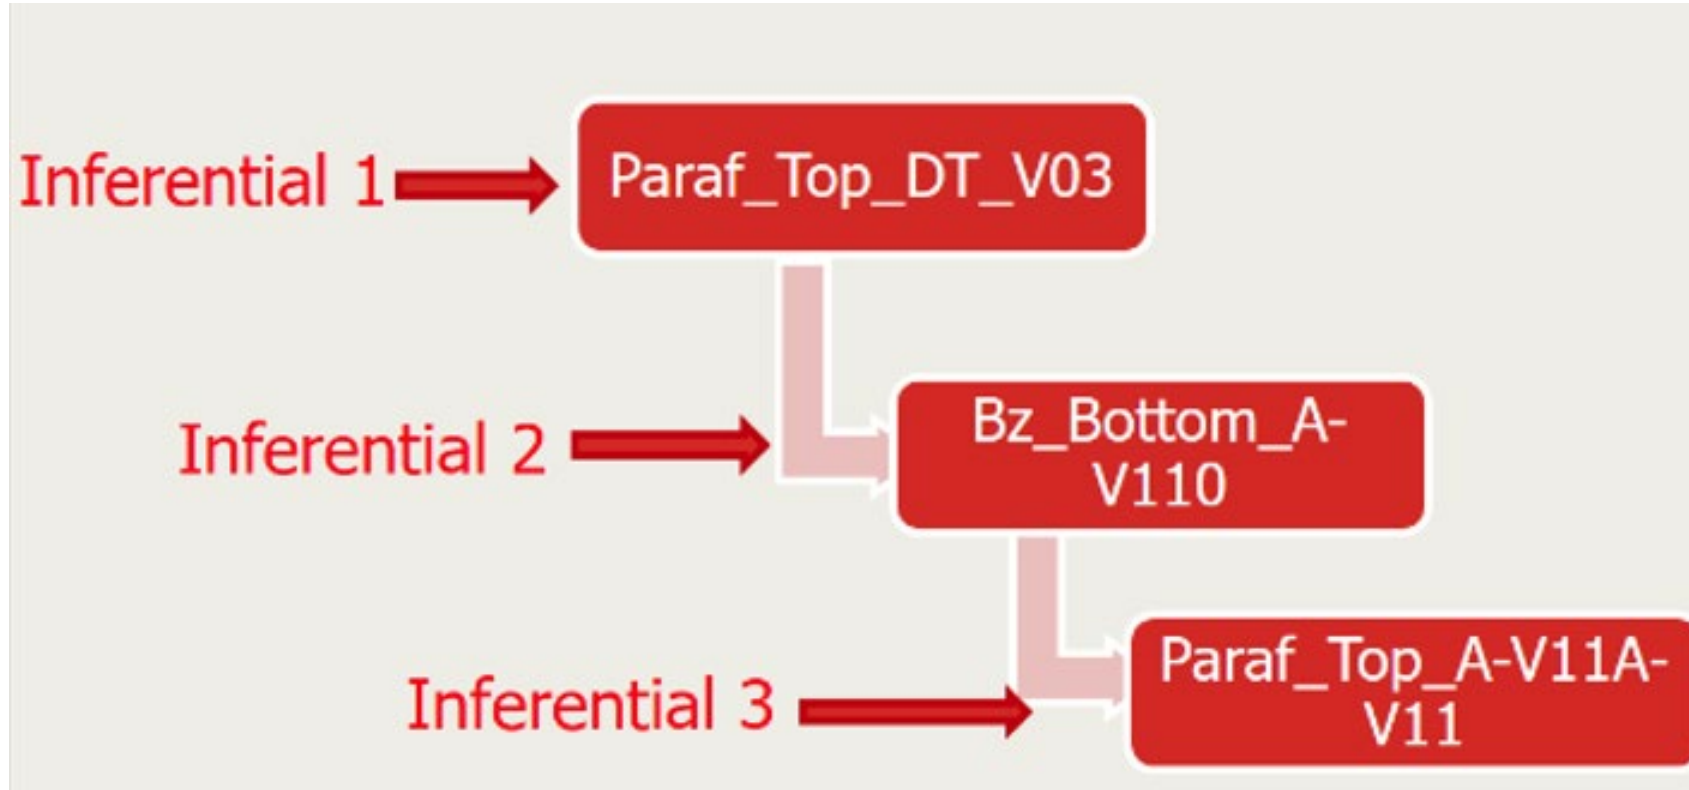 Inferential 1
Paraf_Top_DT_V03
Inferential 2
Bz_Bottom_A-
V110
Inferential 3
Paraf_Top_A-V11A-
V11